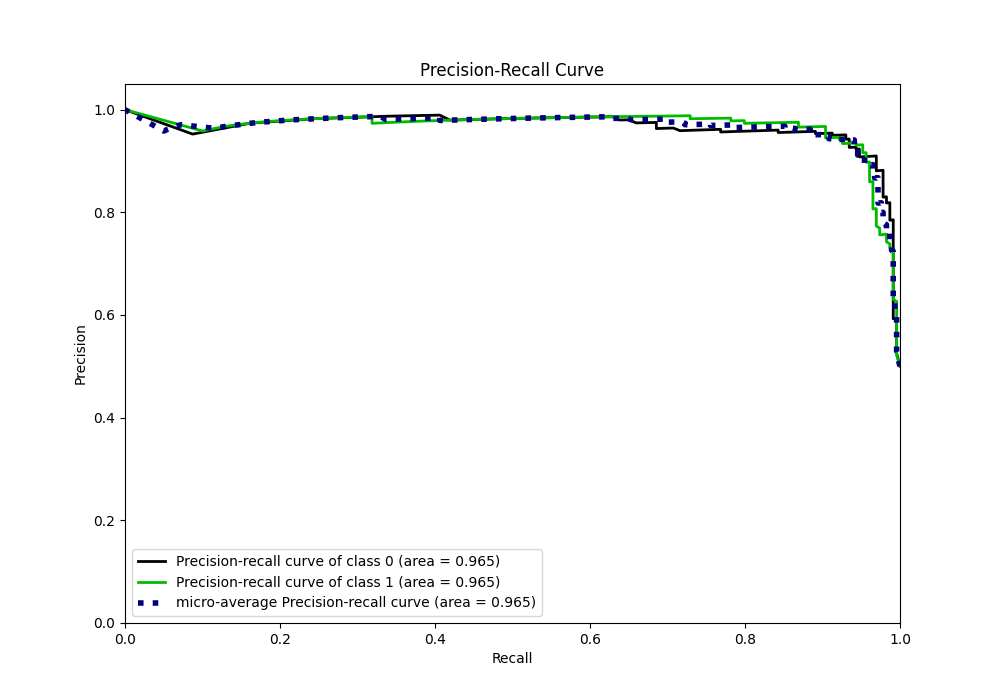 Precision-Recall Curve
1.0
0.8
0.6
0.4
0.2
0.0
Precision
Precision-recall curve of class 0 (area = 0.965)
Precision-recall curve of class 1 (area = 0.965)
micro-average Precision-recall curve (area = 0.965)
0.0 0.2 0.4 0.6 0.8 1.0
Recall